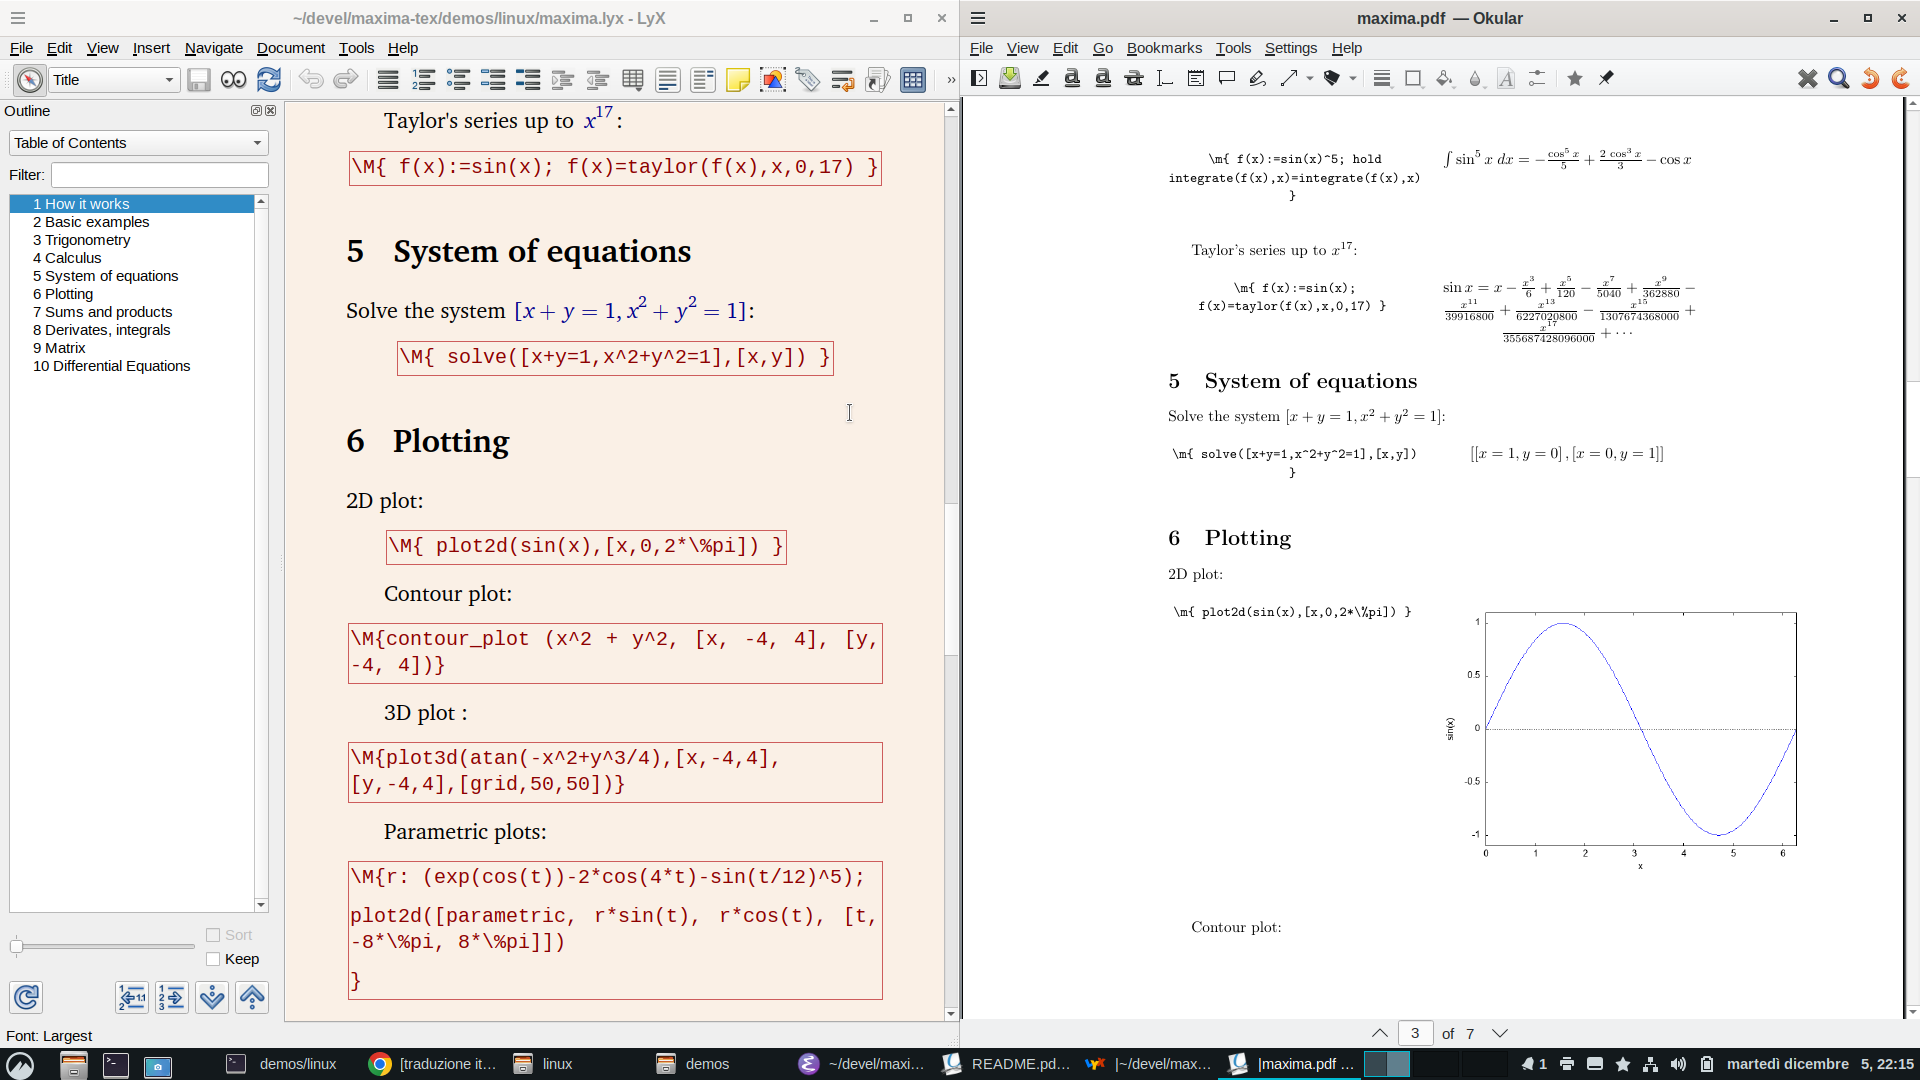 ~/devel/maxima-tex/demos/linux/maxima.lyx - LyX
File Edit View Insert Navigate Document Tools Help
Title
Outline
Table of Contents
Filter:
1 How it works
2 Basic examples
3 Trigonometry
4 Calculus
5 System of equations
6 Plotting
7 Sums and products
8 Derivates, integrals
9 Matrix
10 Differential Equations
Sort
Keep
Font: Largest
Taylor's series up to x^17 :
\M{ f(x):=sin(x); f(x)=taylor(f(x),x,0,17) }
5 System of equations
Solve the system [x + y = 1, x^2 + y^2 = 1]:
\M{ solve([x+y=1,x^2+y^2=1],[x,y]) }
6 Plotting
2D plot:
\M{ plot2d(sin(x),[x,0,2*\%pi]) }
Contour plot:
\M{contour_plot (x^2 + y^2, [x, -4, 4], [y,
-4, 4])}
3D plot :
\M{plot3d(atan(-x^2+y^3/4),[x,-4,4],
[y,-4,4],[grid,50,50])}
Parametric plots:
\M{r: (exp(cos(t))-2*cos(4*t)-sin(t/12)^5);
plot2d([parametric, r*sin(t), r*cos(t), [t,
-8*\%pi, 8*\%pi]])
}
maxima.pdf — Okular
File View Edit Go Bookmarks Tools Settings Help
\m{ f(x):=sin(x)^5; hold
integrate(f(x),x)=integrate(f(x),x)
}
∫ sin^5 x dx = − cos^5 x/5 + 2 cos^3 x/3 − cos x
Taylor's series up to x^17:
\m{ f(x):=sin(x);
f(x)=taylor(f(x),x,0,17) }
sin x = x − x^3/6 + x^5/120 − x^7/5040 + x^9/362880 −
x^11/39916800 + x^13/6227020800 − x^15/1307674368000 +
x^17/355687428096000 + ⋯
5 System of equations
Solve the system [x + y = 1, x^2 + y^2 = 1]:
\m{ solve([x+y=1,x^2+y^2=1],[x,y])
}
[[x = 1, y = 0] , [x = 0, y = 1]]
6 Plotting
2D plot:
\m{ plot2d(sin(x),[x,0,2*\%pi]) }
1
0.5
0
-0.5
-1
sin(x)
0 1 2 3 4 5 6
x
Contour plot:
3 of 7
demos/linux
[traduzione it...
linux
demos
~/devel/maxi...
README.pd...
|~/devel/max...
|maxima.pdf ...
1
martedì dicembre 5, 22:15